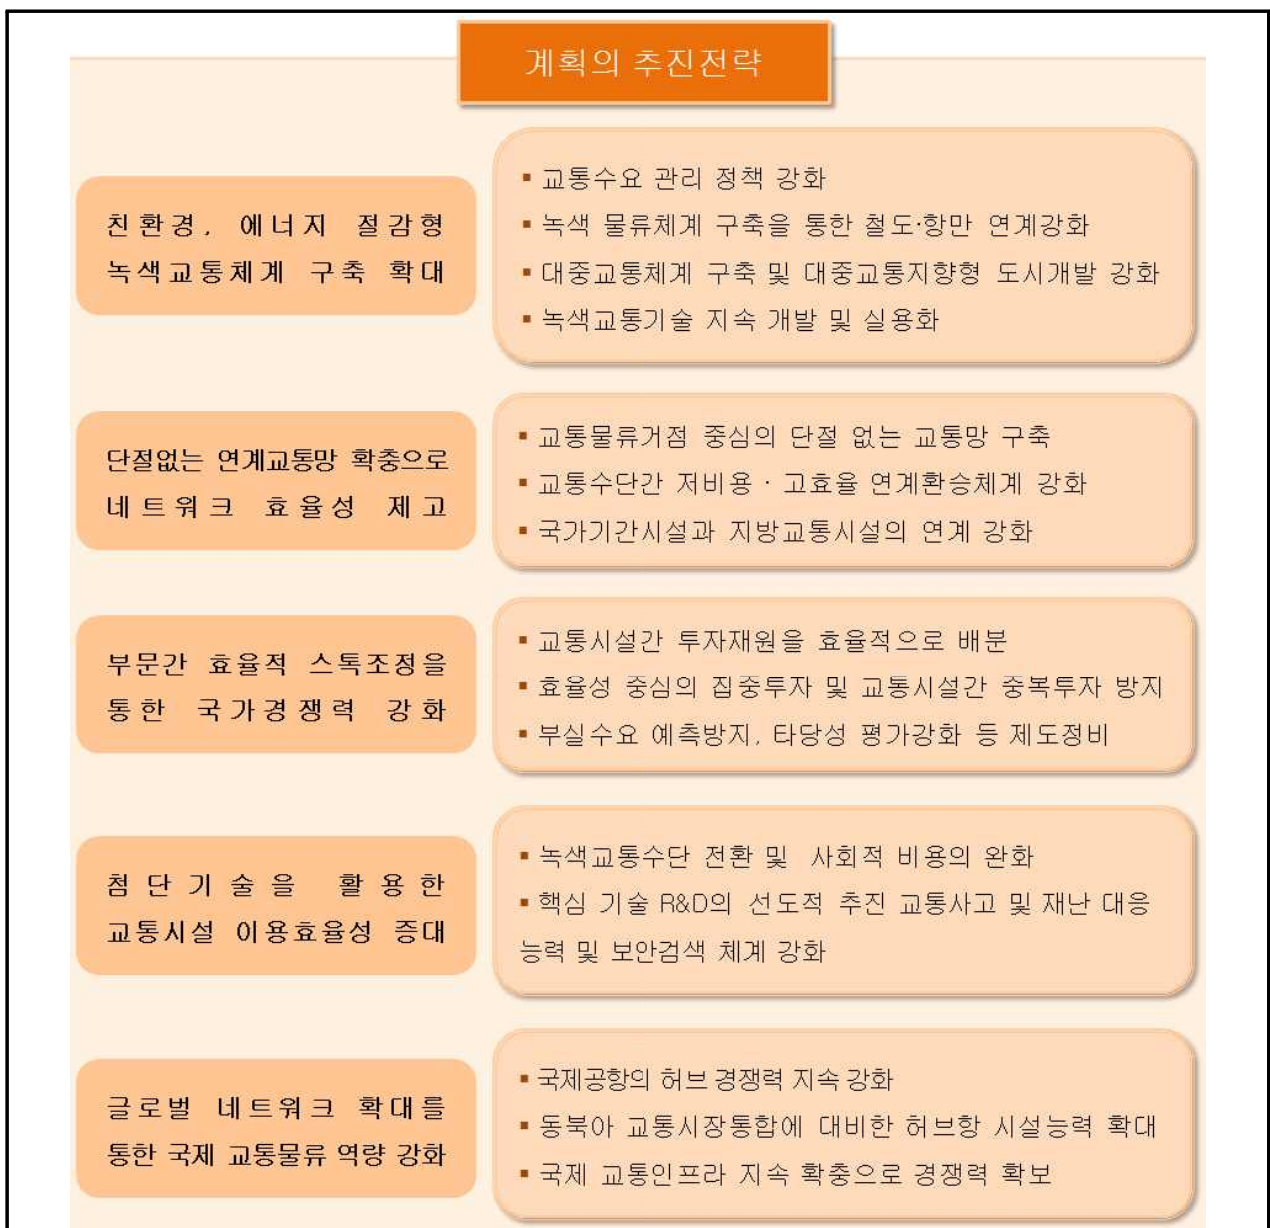 계획의 추진전략
친환경, 에너지 절감형
녹색교통체계 구축 확대
▪ 교통수요 관리 정책 강화
▪ 녹색 물류체계 구축을 통한 철도·항만 연계강화
▪ 대중교통체계 구축 및 대중교통지향형 도시개발 강화
▪ 녹색교통기술 지속 개발 및 실용화
단절없는 연계교통망 확충으로
네트워크 효율성 제고
▪ 교통물류거점 중심의 단절 없는 교통망 구축
▪ 교통수단간 저비용 · 고효율 연계환승체계 강화
▪ 국가기간시설과 지방교통시설의 연계 강화
부문간 효율적 스톡조정을
통한 국가경쟁력 강화
▪ 교통시설간 투자재원을 효율적으로 배분
▪ 효율성 중심의 집중투자 및 교통시설간 중복투자 방지
▪ 부실수요 예측방지, 타당성 평가강화 등 제도정비
첨단기술을 활용한
교통시설 이용효율성 증대
▪ 녹색교통수단 전환 및 사회적 비용의 완화
▪ 핵심 기술 R&D의 선도적 추진 교통사고 및 재난 대응
능력 및 보안검색 체계 강화
글로벌 네트워크 확대를
통한 국제 교통물류 역량 강화
▪ 국제공항의 허브 경쟁력 지속 강화
▪ 동북아 교통시장통합에 대비한 허브항 시설능력 확대
▪ 국제 교통인프라 지속 확충으로 경쟁력 확보